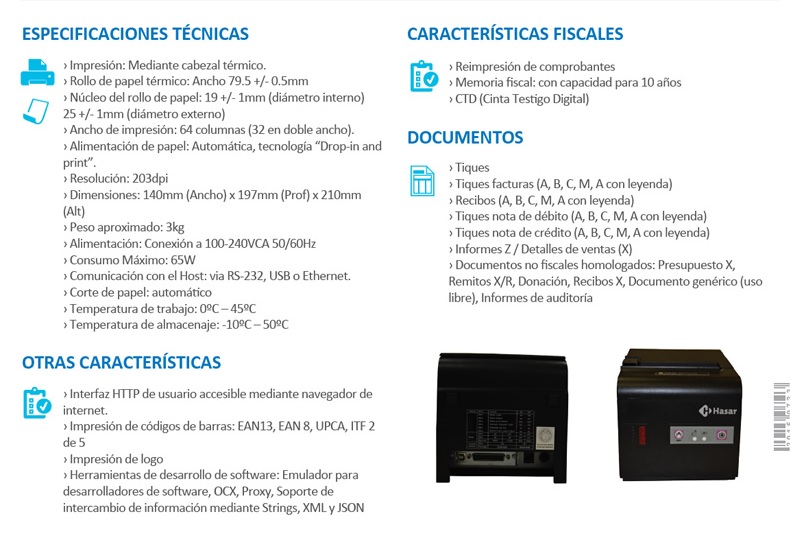 ESPECIFICACIONES TÉCNICAS
› Impresión: Mediante cabezal térmico.
› Rollo de papel térmico: Ancho 79.5 +/- 0.5mm
› Núcleo del rollo de papel: 19 +/- 1mm (diámetro interno)
25 +/- 1mm (diámetro externo)
› Ancho de impresión: 64 columnas (32 en doble ancho).
› Alimentación de papel: Automática, tecnología “Drop-in and
print”.
› Resolución: 203dpi
› Dimensiones: 140mm (Ancho) x 197mm (Prof) x 210mm
(Alt)
› Peso aproximado: 3kg
› Alimentación: Conexión a 100-240VCA 50/60Hz
› Consumo Máximo: 65W
› Comunicación con el Host: via RS-232, USB o Ethernet.
› Corte de papel: automático
› Temperatura de trabajo: 0ºC – 45ºC
› Temperatura de almacenaje: -10ºC – 50ºC
OTRAS CARACTERÍSTICAS
› Interfaz HTTP de usuario accesible mediante navegador de
internet.
› Impresión de códigos de barras: EAN13, EAN 8, UPCA, ITF 2
de 5
› Impresión de logo
› Herramientas de desarrollo de software: Emulador para
desarrolladores de software, OCX, Proxy, Soporte de
intercambio de información mediante Strings, XML y JSON
CARACTERÍSTICAS FISCALES
› Reimpresión de comprobantes
› Memoria fiscal: con capacidad para 10 años
› CTD (Cinta Testigo Digital)
DOCUMENTOS
› Tiques
› Tiques facturas (A, B, C, M, A con leyenda)
› Recibos (A, B, C, M, A con leyenda)
› Tiques nota de débito (A, B, C, M, A con leyenda)
› Tiques nota de crédito (A, B, C, M, A con leyenda)
› Informes Z / Detalles de ventas (X)
› Documentos no fiscales homologados: Presupuesto X,
Remitos X/R, Donación, Recibos X, Documento genérico (uso
libre), Informes de auditoría
Hasar